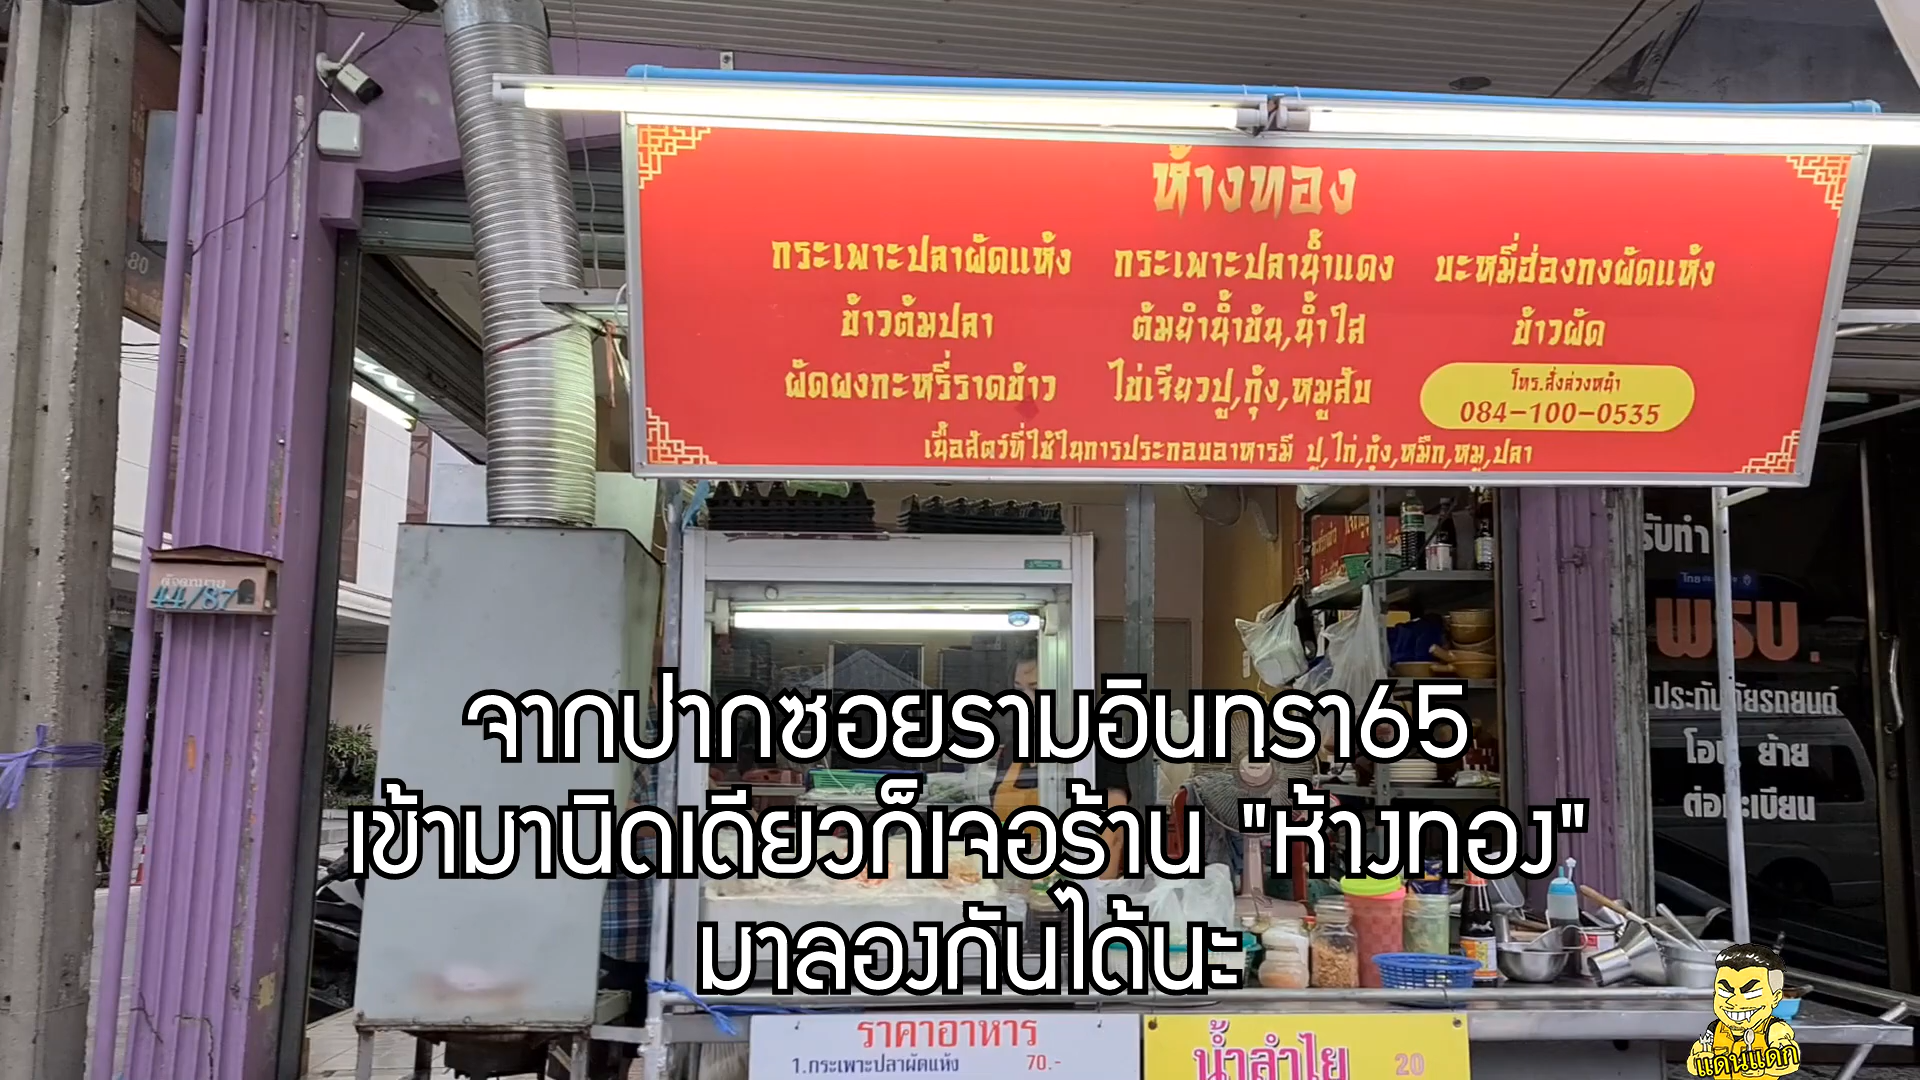 ห้างทอง
กระเพาะปลาผัดแห้ง กระเพาะปลาน้ำแดง บะหมี่ฮ่องกงผัดแห้ง
ข้าวต้มปลา ต้มยำน้ำข้น,น้ำใส ข้าวผัด
ผัดผงกะหรี่ราดข้าว ไข่เจียวปู,กุ้ง,หมูสับ
โทร.สั่งล่วงหน้า
084-100-0535
เนื้อสัตว์ที่ใช้ในการประกอบอาหารมี ปู,ไก่,กุ้ง,หมึก,หมู,ปลา
44/87
รับทำ
พรบ.
โอน ย้าย
จากปากซอยรามอินทรา65
เข้ามานิดเดียวก็เจอร้าน "ห้างทอง"
มาลองกันได้นะ
ราคาอาหาร
1.กระเพาะปลาผัดแห้ง 70.-
น้ำลำไย 20
แดนแดก